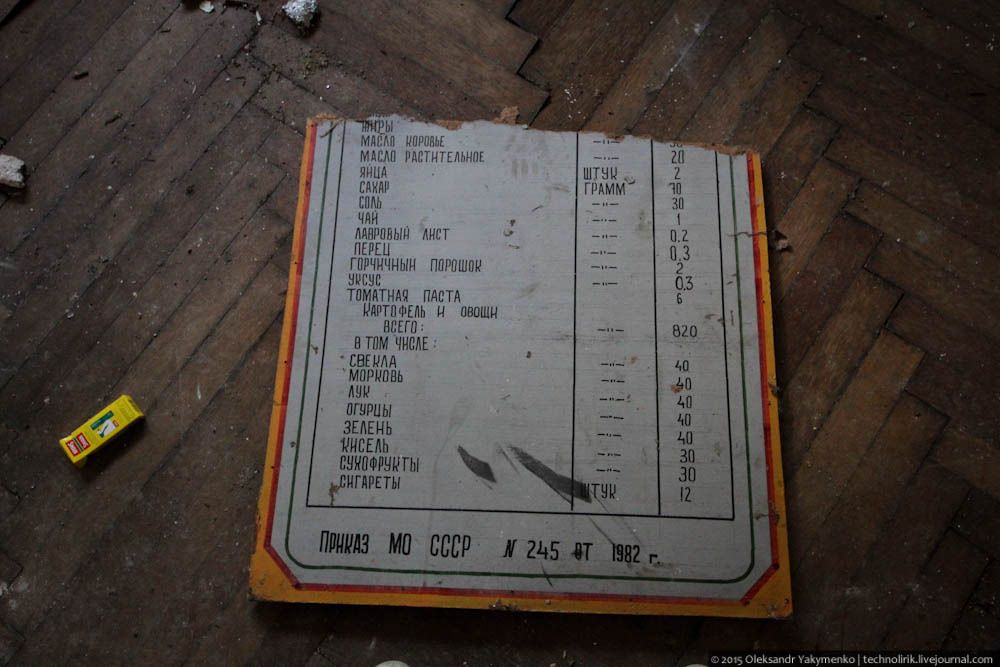 ЖИРЫ
МАСЛО КОРОВЬЕ —"— 30
МАСЛО РАСТИТЕЛЬНОЕ —"— 20
ЯЙЦА ШТУК 2
САХАР ГРАММ 70
СОЛЬ —"— 30
ЧАЙ —"— 1
ЛАВРОВЫЙ ЛИСТ —"— 0.2
ПЕРЕЦ —"— 0,3
ГОРЧИЧНЫЙ ПОРОШОК —"— 2
УКСУС —"— 0,3
ТОМАТНАЯ ПАСТА 6
КАРТОФЕЛЬ И ОВОЩИ
ВСЕГО: —"— 820
В ТОМ ЧИСЛЕ:
СВЕКЛА —"— 40
МОРКОВЬ —"— 40
ЛУК —"— 40
ОГУРЦЫ —"— 40
ЗЕЛЕНЬ —"— 40
КИСЕЛЬ —"— 30
СУХОФРУКТЫ —"— 30
СИГАРЕТЫ ШТУК 12
ПРИКАЗ МО СССР N 245 ОТ 1982 г.
© 2015 Oleksandr Yakymenko | technolirik.livejournal.com